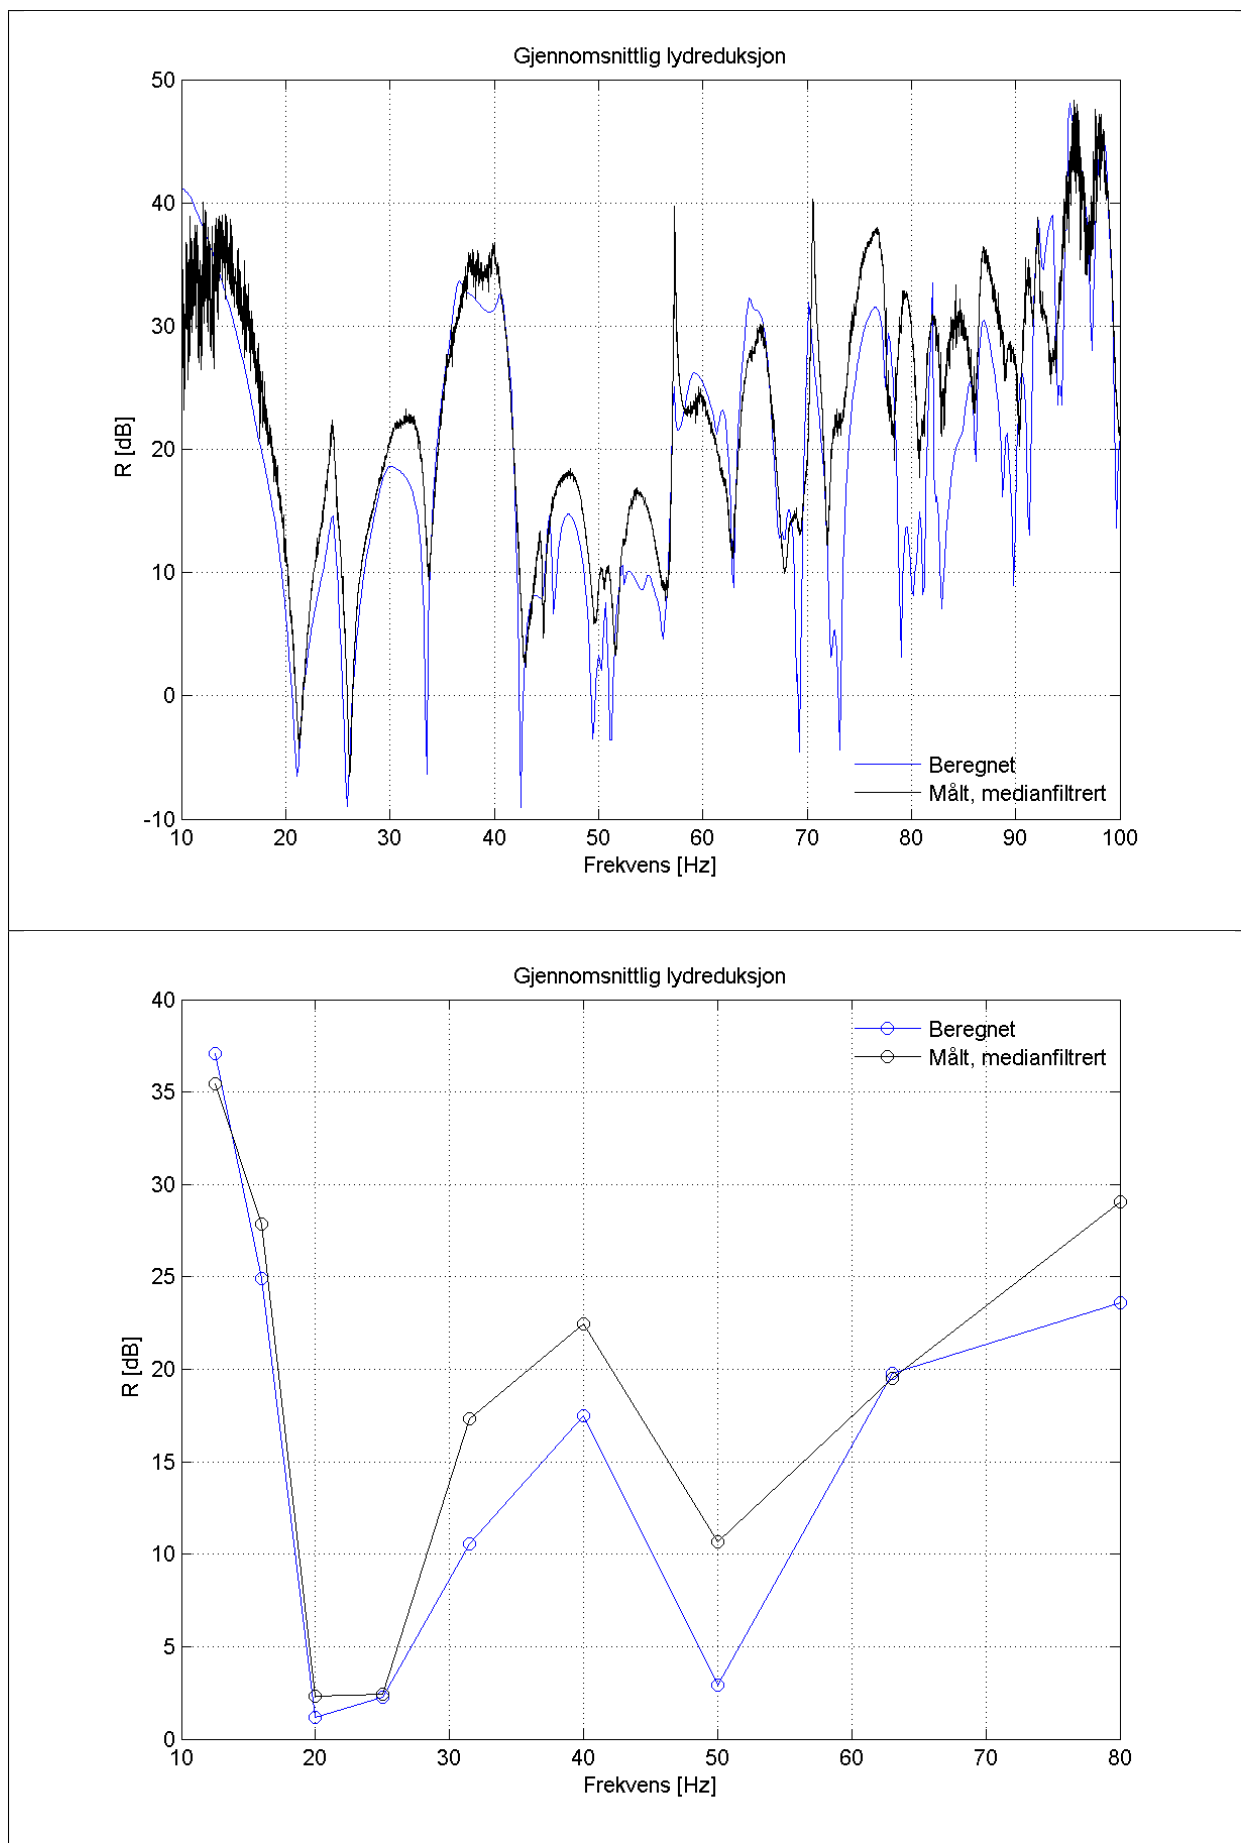 Gjennomsnittlig lydreduksjon
50
40
30
20
10
0
-10
R [dB]
Beregnet
Målt, medianfiltrert
10 20 30 40 50 60 70 80 90 100
Frekvens [Hz]
Gjennomsnittlig lydreduksjon
40
35
30
25
20
15
10
5
0
R [dB]
Beregnet
Målt, medianfiltrert
10 20 30 40 50 60 70 80
Frekvens [Hz]